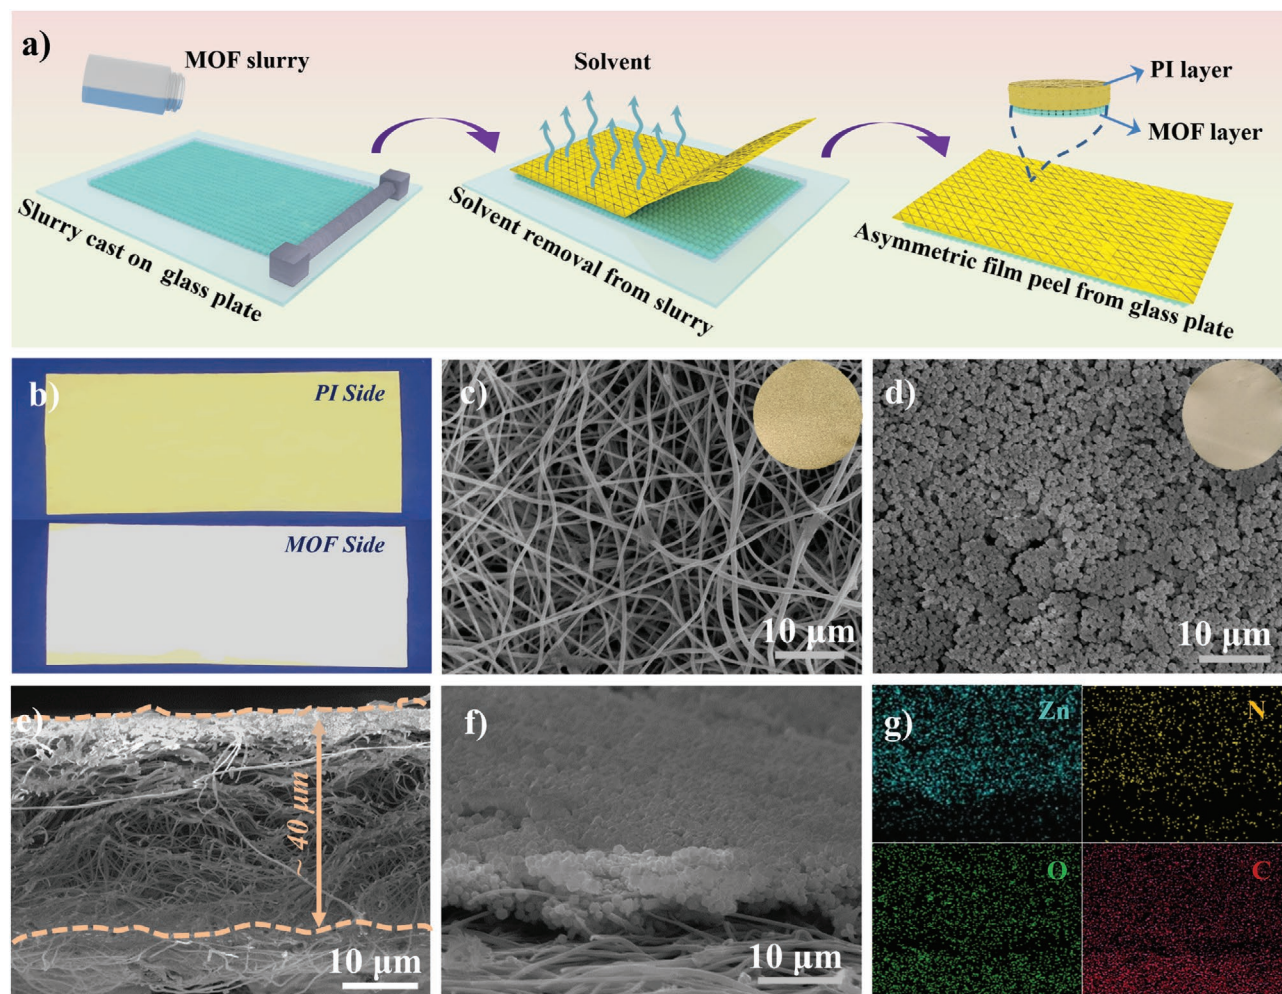 a)
MOF slurry
Solvent
PI layer
MOF layer
Slurry cast on glass plate
Solvent removal from slurry
Asymmetric film peel from glass plate
b)
PI Side
MOF Side
c)
10 μm
d)
10 μm
e)
~ 40 μm
10 μm
f)
10 μm
g)
Zn
N
O
C